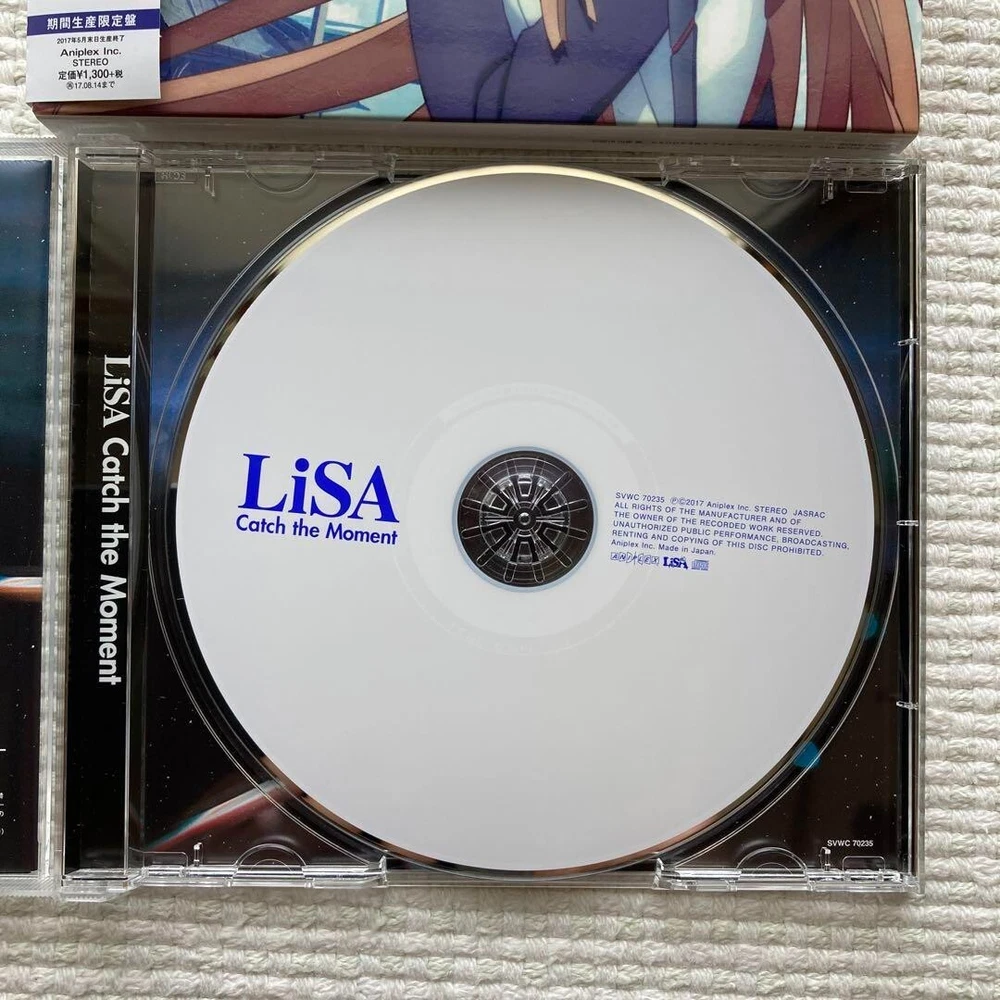 期間生産限定盤
2017年5月末日生産終了
Aniplex Inc.
STEREO
定価¥1,300+税
Ⓡ17.08.14まで
LiSA Catch the Moment
LiSA
Catch the Moment
SVWC 70235 ℗©2017 Aniplex Inc. STEREO JASRAC
ALL RIGHTS OF THE MANUFACTURER AND OF
THE OWNER OF THE RECORDED WORK RESERVED.
UNAUTHORIZED PUBLIC PERFORMANCE, BROADCASTING,
RENTING AND COPYING OF THIS DISC PROHIBITED.
Aniplex Inc. Made in Japan.
ANIPLEX LiSA
SVWC 70235